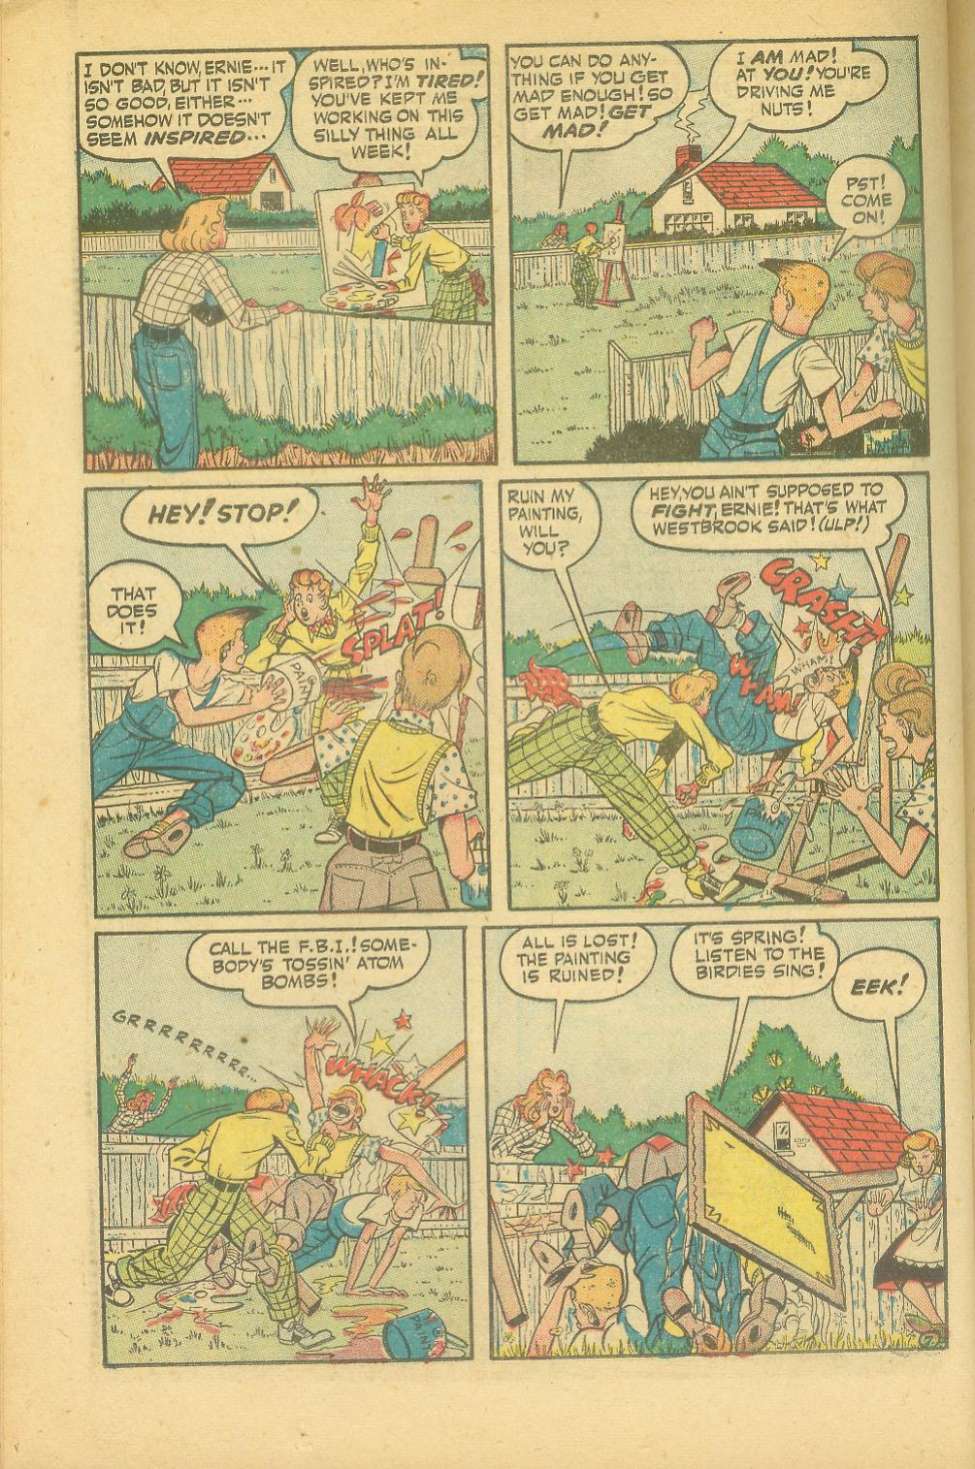 I DON'T KNOW, ERNIE---IT
ISN'T BAD, BUT IT ISN'T
SO GOOD, EITHER---
SOMEHOW IT DOESN'T
SEEM INSPIRED---
WELL, WHO'S IN-
SPIRED? I'M TIRED!
YOU'VE KEPT ME
WORKING ON THIS
SILLY THING ALL
WEEK!
YOU CAN DO ANY-
THING IF YOU GET
MAD ENOUGH! SO
GET MAD! GET
MAD!
I AM MAD!
AT YOU! YOU'RE
DRIVING ME
NUTS!
PST!
COME
ON!
HEY! STOP!
THAT
DOES
IT!
PAINT
SPLAT!
RUIN MY
PAINTING,
WILL
YOU?
HEY, YOU AIN'T SUPPOSED TO
FIGHT, ERNIE! THAT'S WHAT
WESTBROOK SAID! (ULP!)
CRASH!
WHAM!
WHAM!
PAINT
CALL THE F.B.I.! SOME-
BODY'S TOSSIN' ATOM
BOMBS!
GRRRRRRRRR...
WHACK!
PAINT
ALL IS LOST!
THE PAINTING
IS RUINED!
IT'S SPRING!
LISTEN TO THE
BIRDIES SING!
EEK!
7